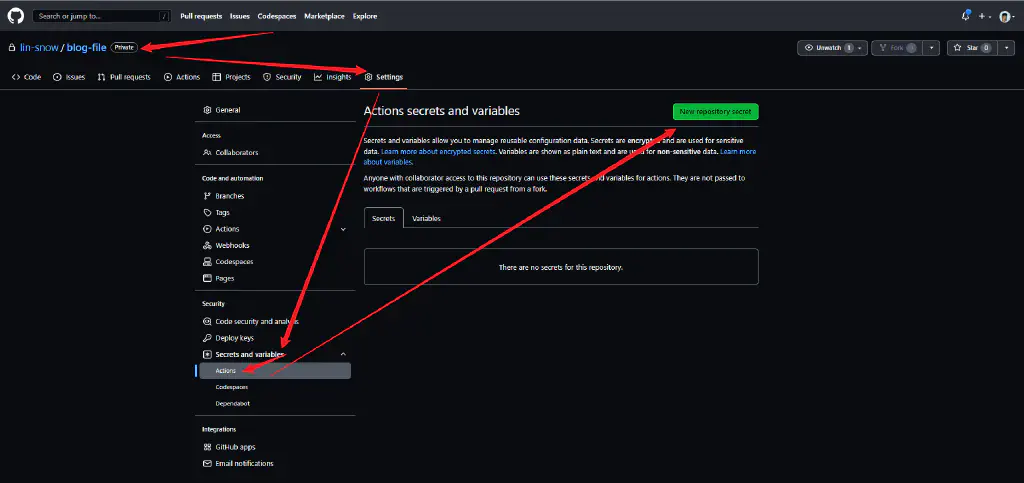 Search or jump to... /
Pull requests Issues Codespaces Marketplace Explore
lin-snow / blog-file Private
Unwatch 1 Fork 0 Star 0
Code Issues Pull requests Actions Projects Security Insights Settings
General
Access
Collaborators
Code and automation
Branches
Tags
Actions
Webhooks
Codespaces
Pages
Security
Code security and analysis
Deploy keys
Secrets and variables
Actions
Codespaces
Dependabot
Integrations
GitHub apps
Email notifications
Actions secrets and variables
New repository secret
Secrets and variables allow you to manage reusable configuration data. Secrets are encrypted and are used for sensitive
data. Learn more about encrypted secrets. Variables are shown as plain text and are used for non-sensitive data. Learn more
about variables.
Anyone with collaborator access to this repository can use these secrets and variables for actions. They are not passed to
workflows that are triggered by a pull request from a fork.
Secrets Variables
There are no secrets for this repository.